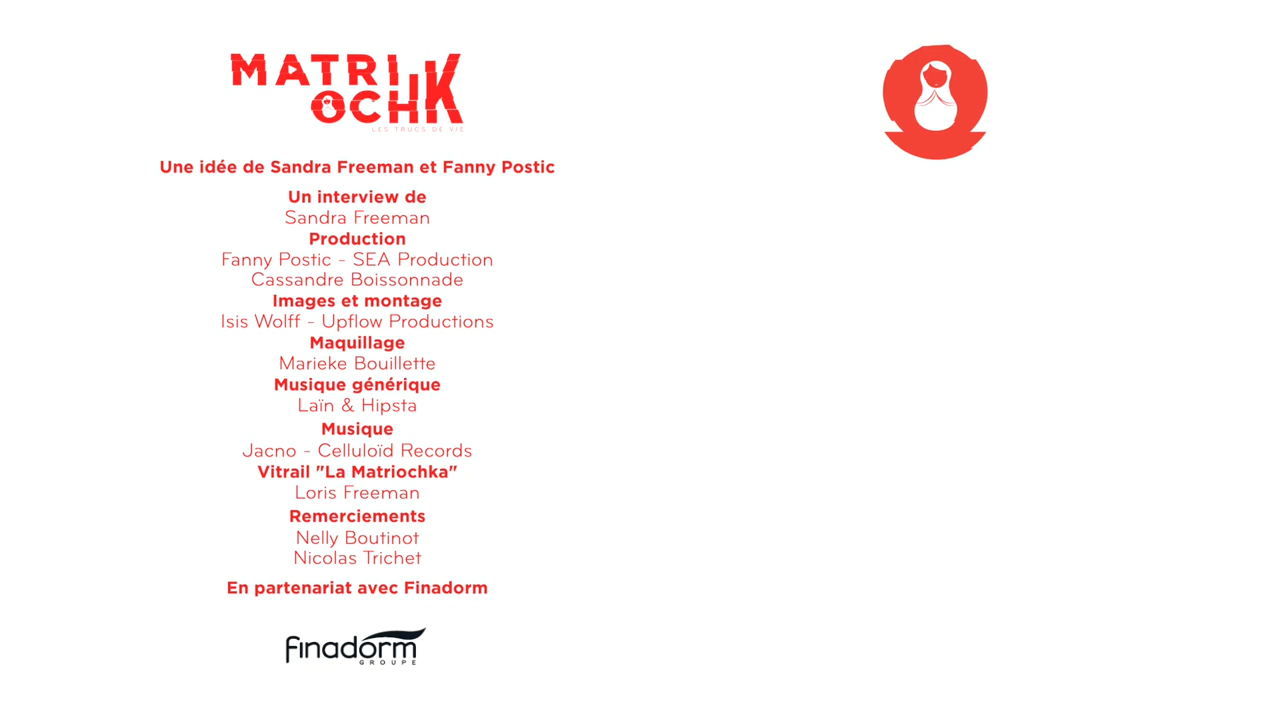 MATRI
OCHK
LES TRUCS DE VIE
Une idée de Sandra Freeman et Fanny Postic
Un interview de
Sandra Freeman
Production
Fanny Postic - SEA Production
Cassandre Boissonnade
Images et montage
Isis Wolff - Upflow Productions
Maquillage
Marieke Bouillette
Musique générique
Laïn & Hipsta
Musique
Jacno - Celluloïd Records
Vitrail "La Matriochka"
Loris Freeman
Remerciements
Nelly Boutinot
Nicolas Trichet
En partenariat avec Finadorm
finadorm
GROUPE